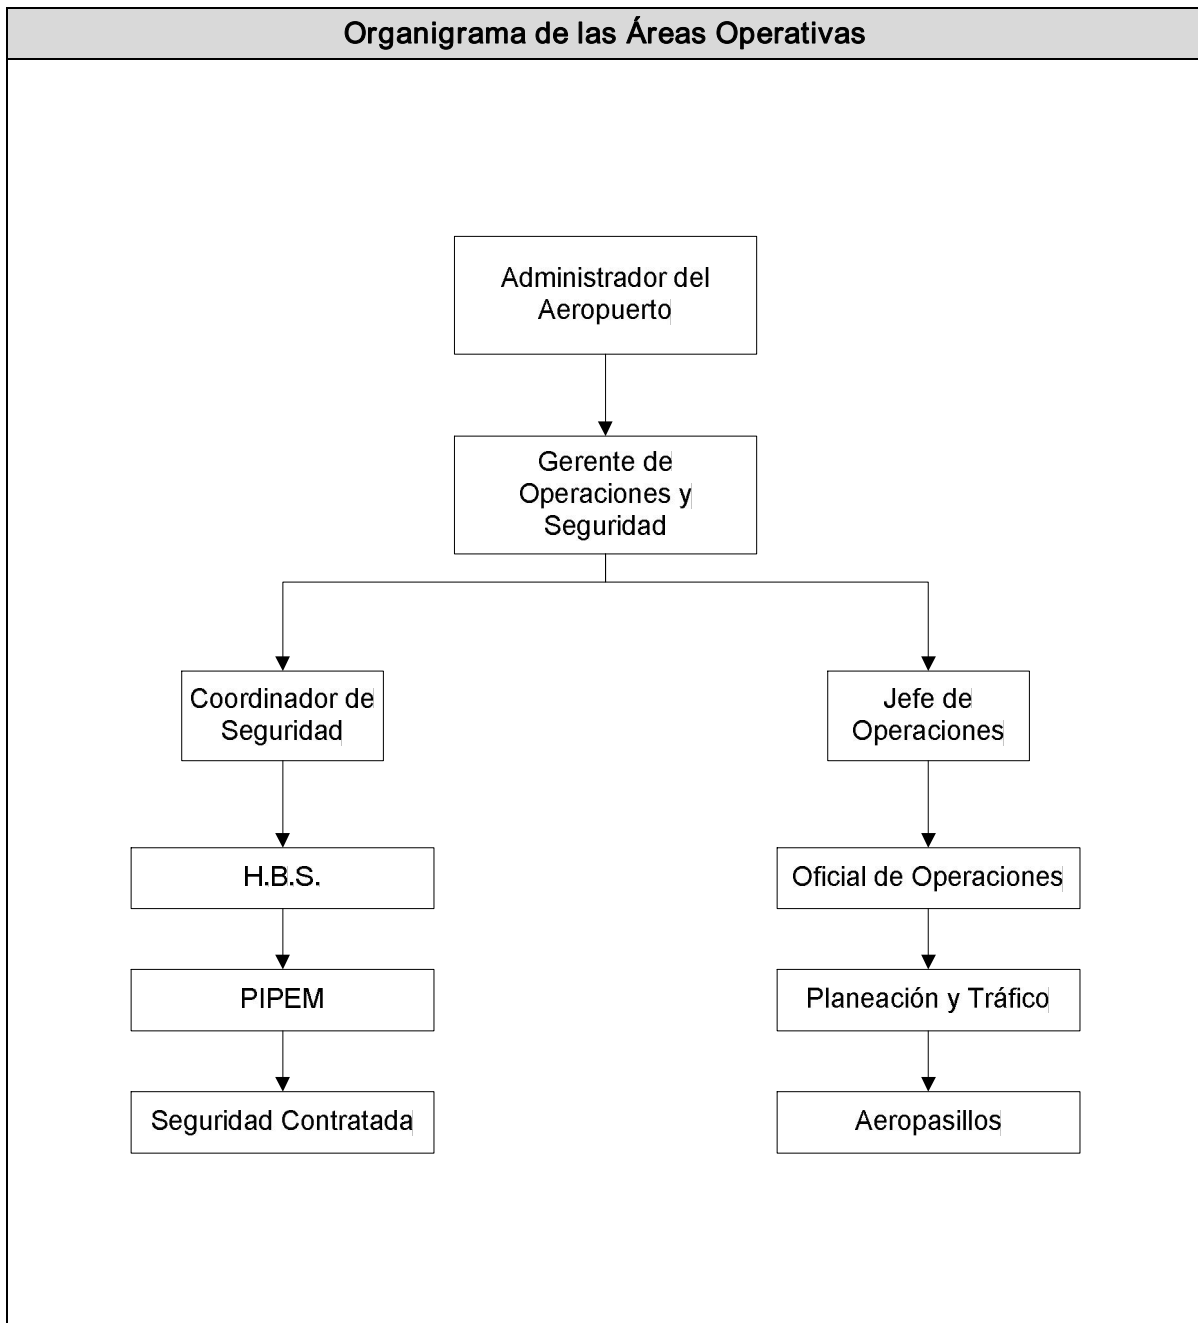 Organigrama de las Áreas Operativas
Administrador del
Aeropuerto
Gerente de
Operaciones y
Seguridad
Coordinador de
Seguridad
Jefe de
Operaciones
H.B.S.
Oficial de Operaciones
PIPEM
Planeación y Tráfico
Seguridad Contratada
Aeropasillos